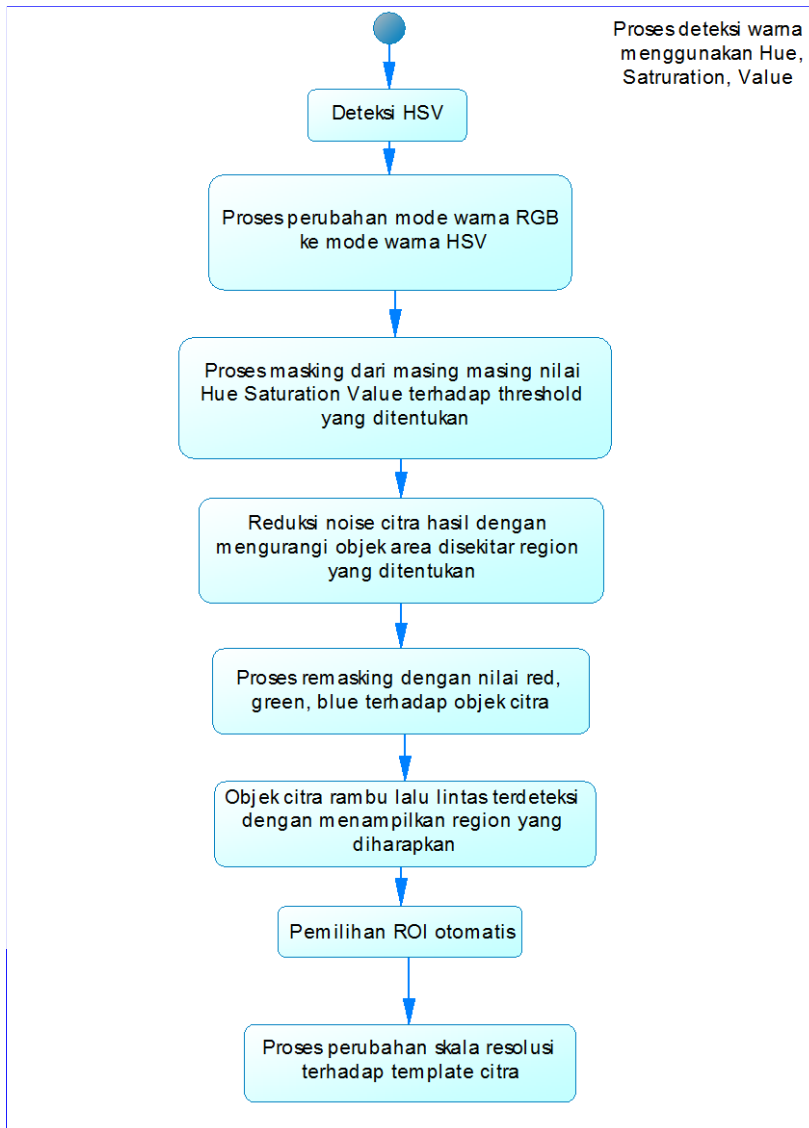 Proses deteksi warna
menggunakan Hue,
Satruration, Value
Deteksi HSV
Proses perubahan mode warna RGB
ke mode warna HSV
Proses masking dari masing masing nilai
Hue Saturation Value terhadap threshold
yang ditentukan
Reduksi noise citra hasil dengan
mengurangi objek area disekitar region
yang ditentukan
Proses remasking dengan nilai red,
green, blue terhadap objek citra
Objek citra rambu lalu lintas terdeteksi
dengan menampilkan region yang
diharapkan
Pemilihan ROI otomatis
Proses perubahan skala resolusi
terhadap template citra